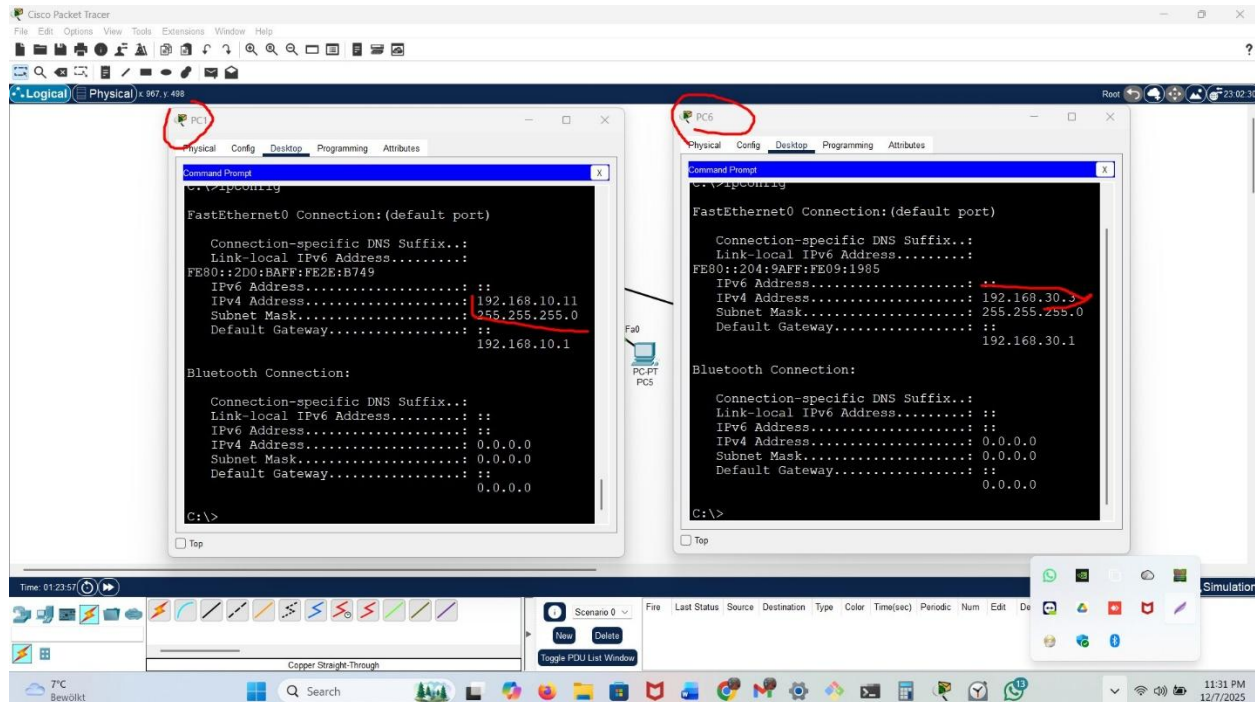 Cisco Packet Tracer
File Edit Options View Tools Extensions Window Help
?
Logical Physical x: 967, y: 498 Root 23:02:30
PC1
Physical Config Desktop Programming Attributes
Command Prompt X
C:\>ipconfig
FastEthernet0 Connection:(default port)
Connection-specific DNS Suffix..:
Link-local IPv6 Address.........:
FE80::2D0:BAFF:FE2E:B749
IPv6 Address....................: ::
IPv4 Address....................: 192.168.10.11
Subnet Mask.....................: 255.255.255.0
Default Gateway.................: ::
192.168.10.1
Bluetooth Connection:
Connection-specific DNS Suffix..:
Link-local IPv6 Address.........: ::
IPv6 Address....................: ::
IPv4 Address....................: 0.0.0.0
Subnet Mask.....................: 0.0.0.0
Default Gateway.................: ::
0.0.0.0
C:\>
Top
Fa0
PC-PT
PC5
PC6
Physical Config Desktop Programming Attributes
Command Prompt X
C:\>ipconfig
FastEthernet0 Connection:(default port)
Connection-specific DNS Suffix..:
Link-local IPv6 Address.........:
FE80::204:9AFF:FE09:1985
IPv6 Address....................: ::
IPv4 Address....................: 192.168.30.3
Subnet Mask.....................: 255.255.255.0
Default Gateway.................: ::
192.168.30.1
Bluetooth Connection:
Connection-specific DNS Suffix..:
Link-local IPv6 Address.........: ::
IPv6 Address....................: ::
IPv4 Address....................: 0.0.0.0
Subnet Mask.....................: 0.0.0.0
Default Gateway.................: ::
0.0.0.0
C:\>
Top
Time: 01:23:57 Simulation
Scenario 0
New Delete
Toggle PDU List Window
Fire Last Status Source Destination Type Color Time(sec) Periodic Num Edit De
Copper Straight-Through
7°C
Bewölkt
Search
13
11:31 PM
12/7/2025